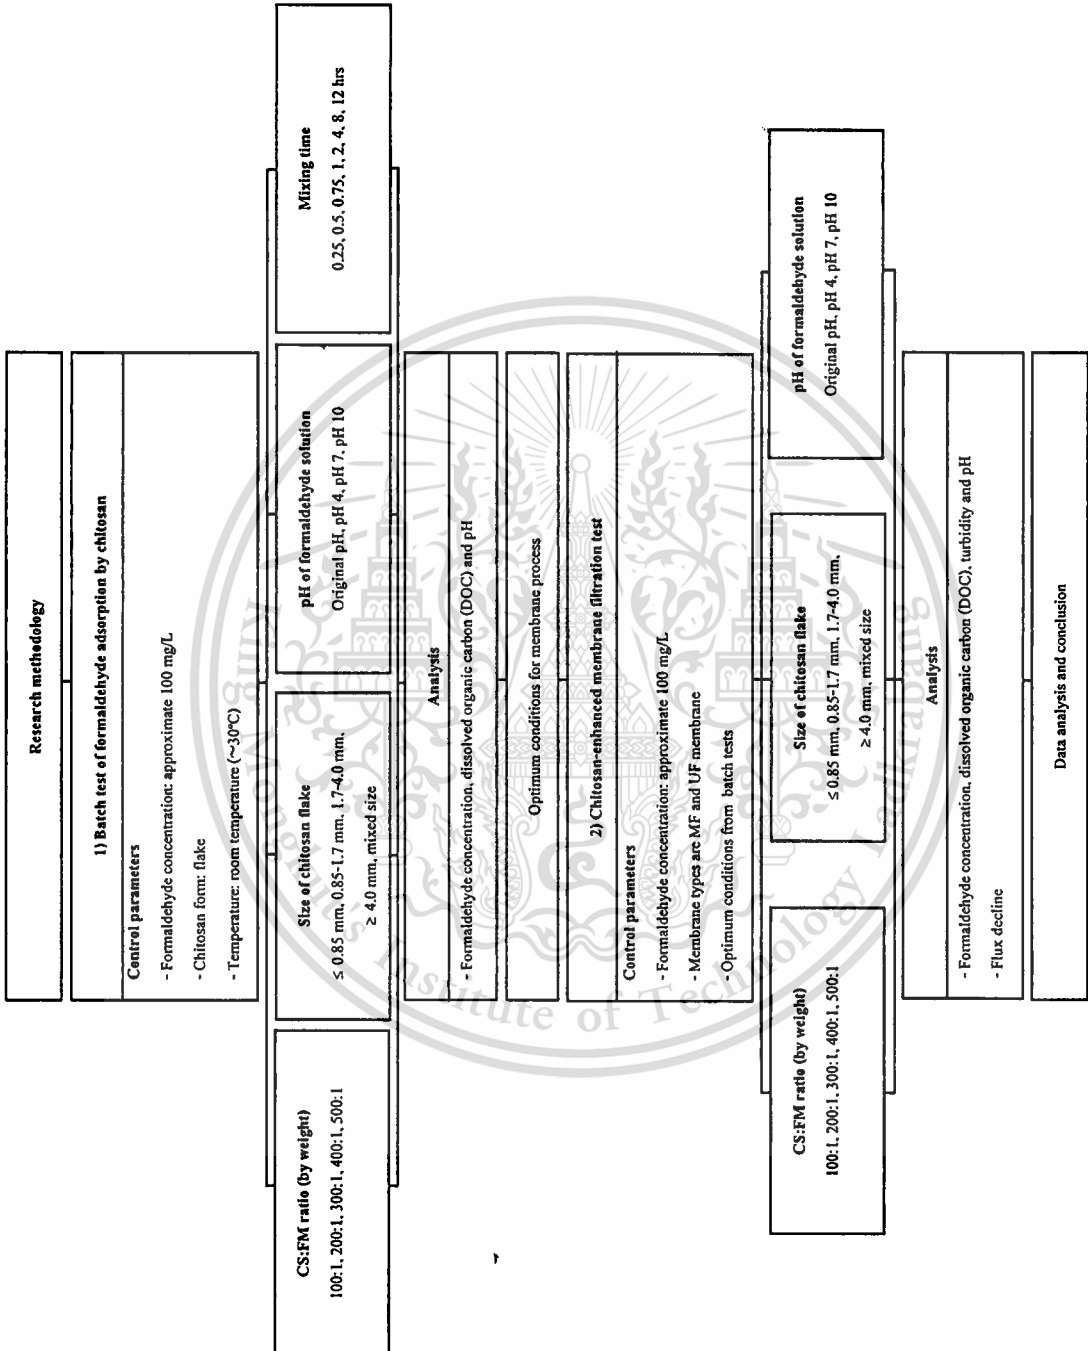 Research methodology
1) Batch test of formaldehyde adsorption by chitosan
Control parameters
- Formaldehyde concentration: approximate 100 mg/L
- Chitosan form: flake
- Temperature: room temperature (~30°C)
CS:FM ratio (by weight)
100:1, 200:1, 300:1, 400:1, 500:1
Size of chitosan flake
≤ 0.85 mm, 0.85-1.7 mm, 1.7-4.0 mm,
≥ 4.0 mm, mixed size
pH of formaldehyde solution
Original pH, pH 4, pH 7, pH 10
Mixing time
0.25, 0.5, 0.75, 1, 2, 4, 8, 12 hrs
Analysis
- Formaldehyde concentration, dissolved organic carbon (DOC) and pH
Optimum conditions for membrane process
2) Chitosan-enhanced membrane filtration test
Control parameters
- Formaldehyde concentration: approximate 100 mg/L
- Membrane types are MF and UF membrane
- Optimum conditions from batch tests
CS:FM ratio (by weight)
100:1, 200:1, 300:1, 400:1, 500:1
Size of chitosan flake
≤ 0.85 mm, 0.85-1.7 mm, 1.7-4.0 mm,
≥ 4.0 mm, mixed size
pH of formaldehyde solution
Original pH, pH 4, pH 7, pH 10
Analysis
- Formaldehyde concentration, dissolved organic carbon (DOC), turbidity and pH
- Flux decline
Data analysis and conclusion
King Mongkut's Institute of Technology Ladkrabang